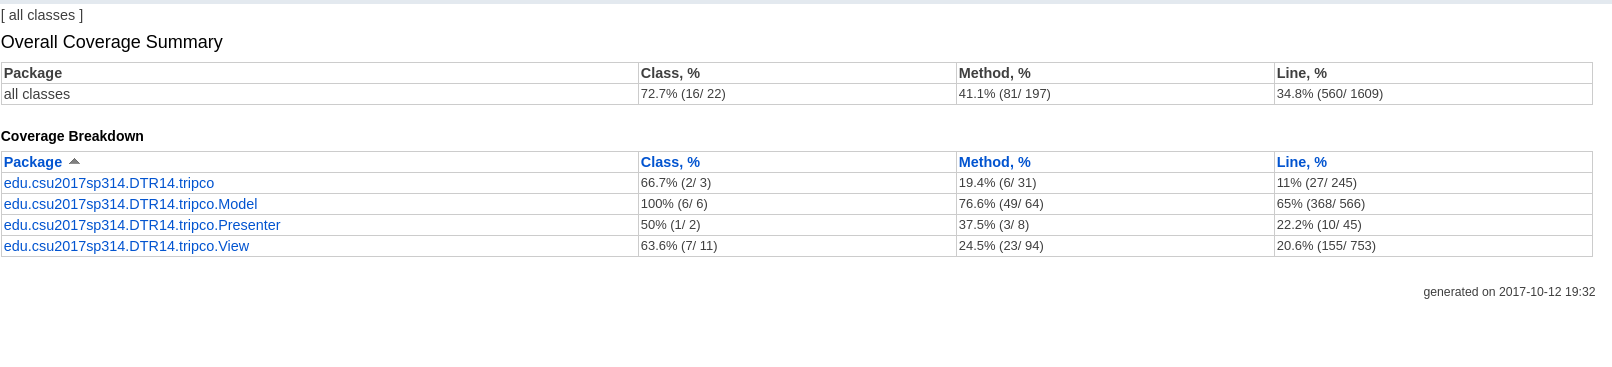 [ all classes ]
Overall Coverage Summary
Package Class, % Method, % Line, %
all classes 72.7% (16/ 22) 41.1% (81/ 197) 34.8% (560/ 1609)
Coverage Breakdown
Package Class, % Method, % Line, %
edu.csu2017sp314.DTR14.tripco 66.7% (2/ 3) 19.4% (6/ 31) 11% (27/ 245)
edu.csu2017sp314.DTR14.tripco.Model 100% (6/ 6) 76.6% (49/ 64) 65% (368/ 566)
edu.csu2017sp314.DTR14.tripco.Presenter 50% (1/ 2) 37.5% (3/ 8) 22.2% (10/ 45)
edu.csu2017sp314.DTR14.tripco.View 63.6% (7/ 11) 24.5% (23/ 94) 20.6% (155/ 753)
generated on 2017-10-12 19:32